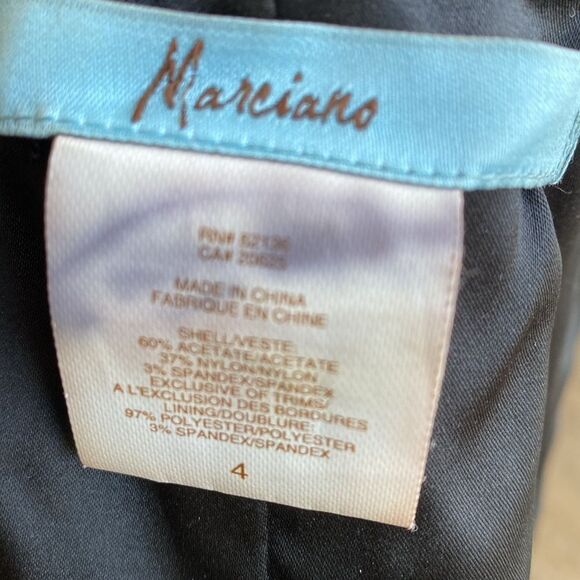 Marciano
RN# 62136
CA# 20635
MADE IN CHINA
FABRIQUE EN CHINE
SHELL/VESTE
60% ACETATE/ACETATE
37% NYLON/NYLON
3% SPANDEX/SPANDEX
EXCLUSIVE OF TRIMS/
A L'EXCLUSION DES BORDURES
LINING/DOUBLURE:
97% POLYESTER/POLYESTER
3% SPANDEX/SPANDEX
4